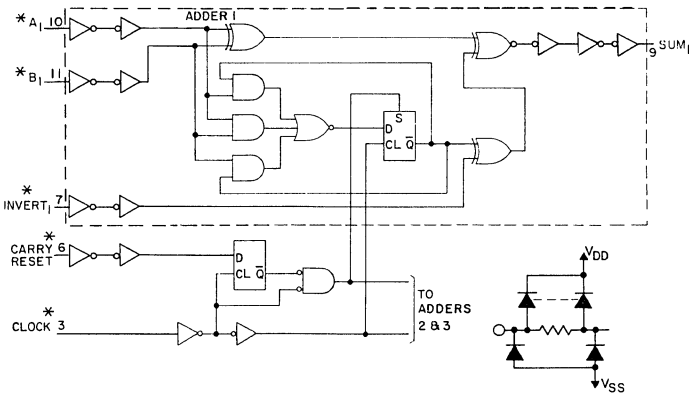 ADDER 1
* A1 10
* B1 11
9 SUM1
S
D
CL Q̅
* INVERT1 7
* CARRY RESET 6
D
CL Q̅
* CLOCK 3
TO
ADDERS
2 & 3
VDD
VSS